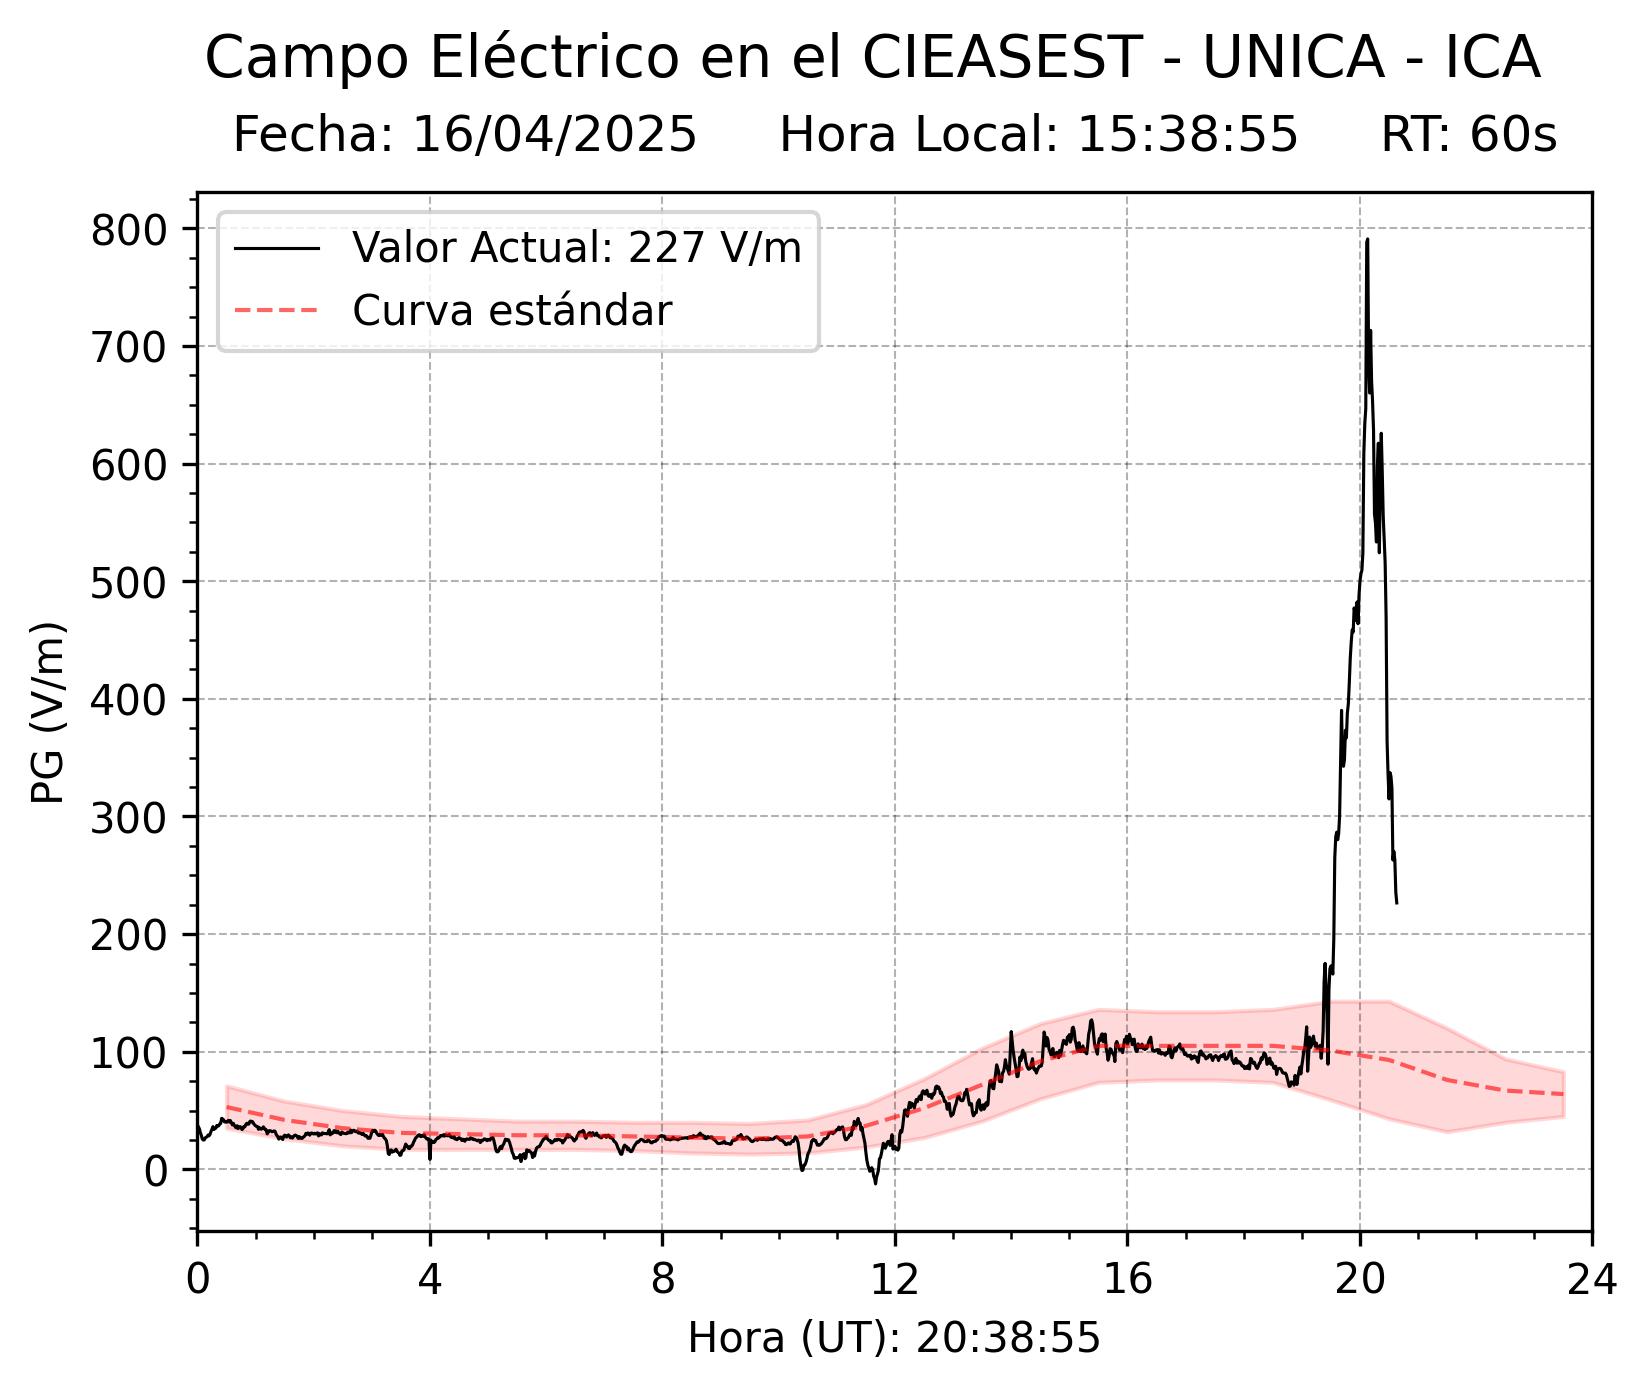 Campo Eléctrico en el CIEASEST - UNICA - ICA
Fecha: 16/04/2025 Hora Local: 15:38:55 RT: 60s
Valor Actual: 227 V/m
Curva estándar
PG (V/m)
800
700
600
500
400
300
200
100
0
0 4 8 12 16 20 24
Hora (UT): 20:38:55